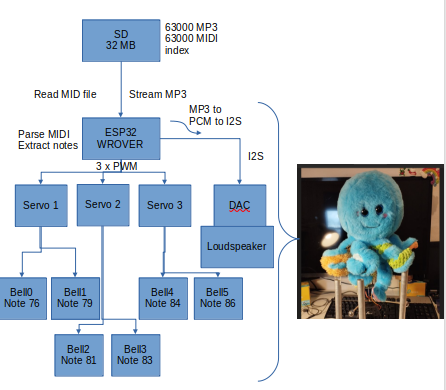 SD
32 MB
63000 MP3
63000 MIDI
index
Read MID file
Stream MP3
MP3 to
PCM to I2S
Parse MIDI
Extract notes
ESP32
WROVER
I2S
3 x PWM
Servo 1
Servo 2
Servo 3
DAC
Loudspeaker
Bell0
Note 76
Bell1
Note 79
Bell4
Note 84
Bell5
Note 86
Bell2
Note 81
Bell3
Note 83